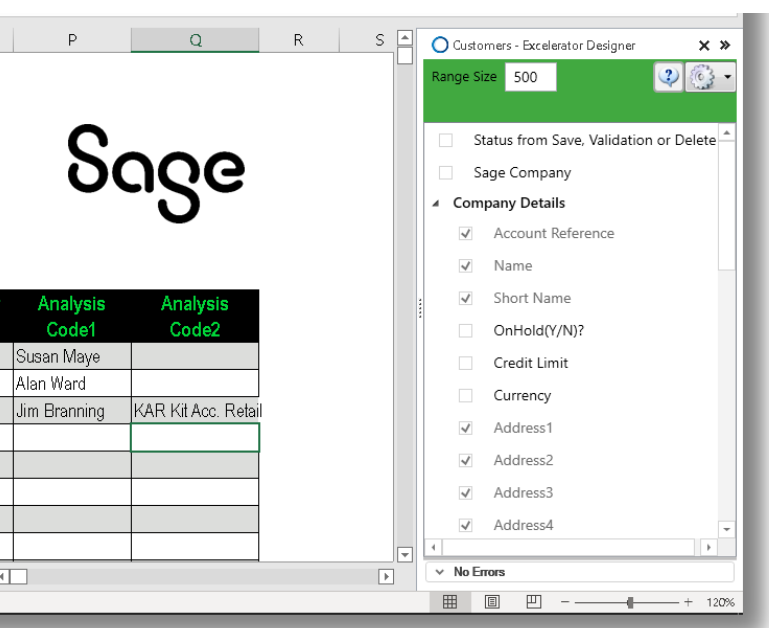 P Q R S
Customers - Excelerator Designer
Range Size 500
Status from Save, Validation or Delete
Sage Company
Company Details
Account Reference
Name
Short Name
OnHold(Y/N)?
Credit Limit
Currency
Address1
Address2
Address3
Address4
No Errors
Sage
Analysis Analysis
Code1 Code2
Susan Maye
Alan Ward
Jim Branning KAR Kit Acc. Retail
120%